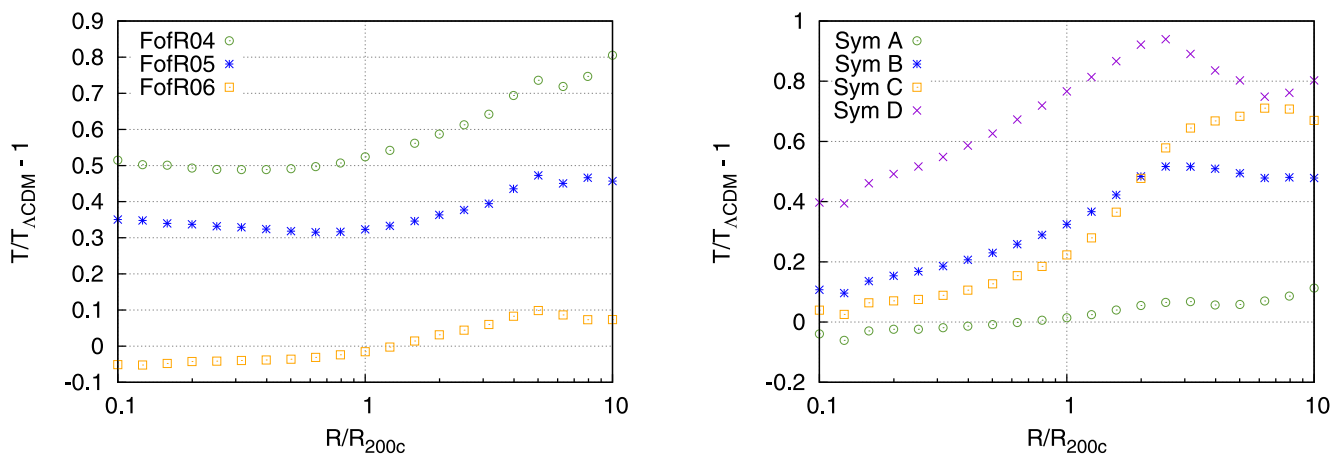 0.9
0.8
0.7
0.6
0.5
0.4
0.3
0.2
0.1
0
-0.1
T/TΛCDM - 1
FofR04
FofR05
FofR06
0.1
1
10
R/R200c
1
0.8
0.6
0.4
0.2
0
-0.2
T/TΛCDM - 1
Sym A
Sym B
Sym C
Sym D
0.1
1
10
R/R200c